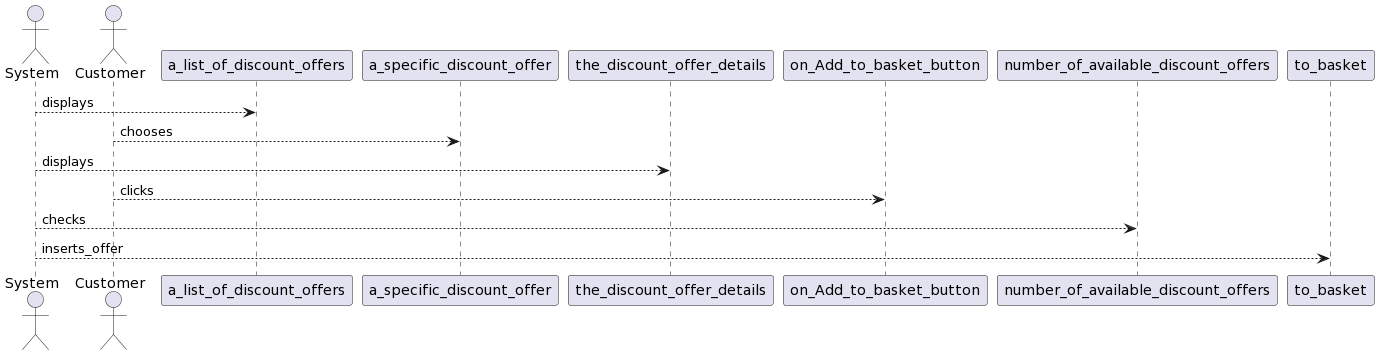 System Customer a_list_of_discount_offers a_specific_discount_offer the_discount_offer_details on_Add_to_basket_button number_of_available_discount_offers to_basket
displays
chooses
displays
clicks
checks
inserts_offer
System Customer a_list_of_discount_offers a_specific_discount_offer the_discount_offer_details on_Add_to_basket_button number_of_available_discount_offers to_basket